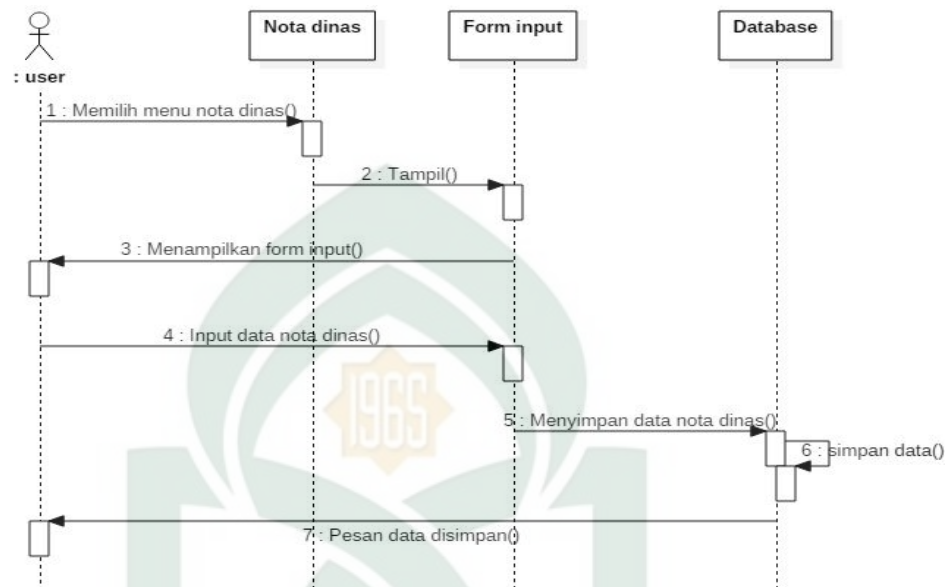 Nota dinas
Form input
Database
: user
1 : Memilih menu nota dinas()
2 : Tampil()
3 : Menampilkan form input()
4 : Input data nota dinas()
1965
5 : Menyimpan data nota dinas()
6 : simpan data()
7 : Pesan data disimpan()